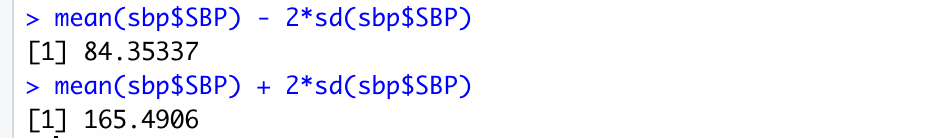 > mean(sbp$SBP) - 2*sd(sbp$SBP)
[1] 84.35337
> mean(sbp$SBP) + 2*sd(sbp$SBP)
[1] 165.4906